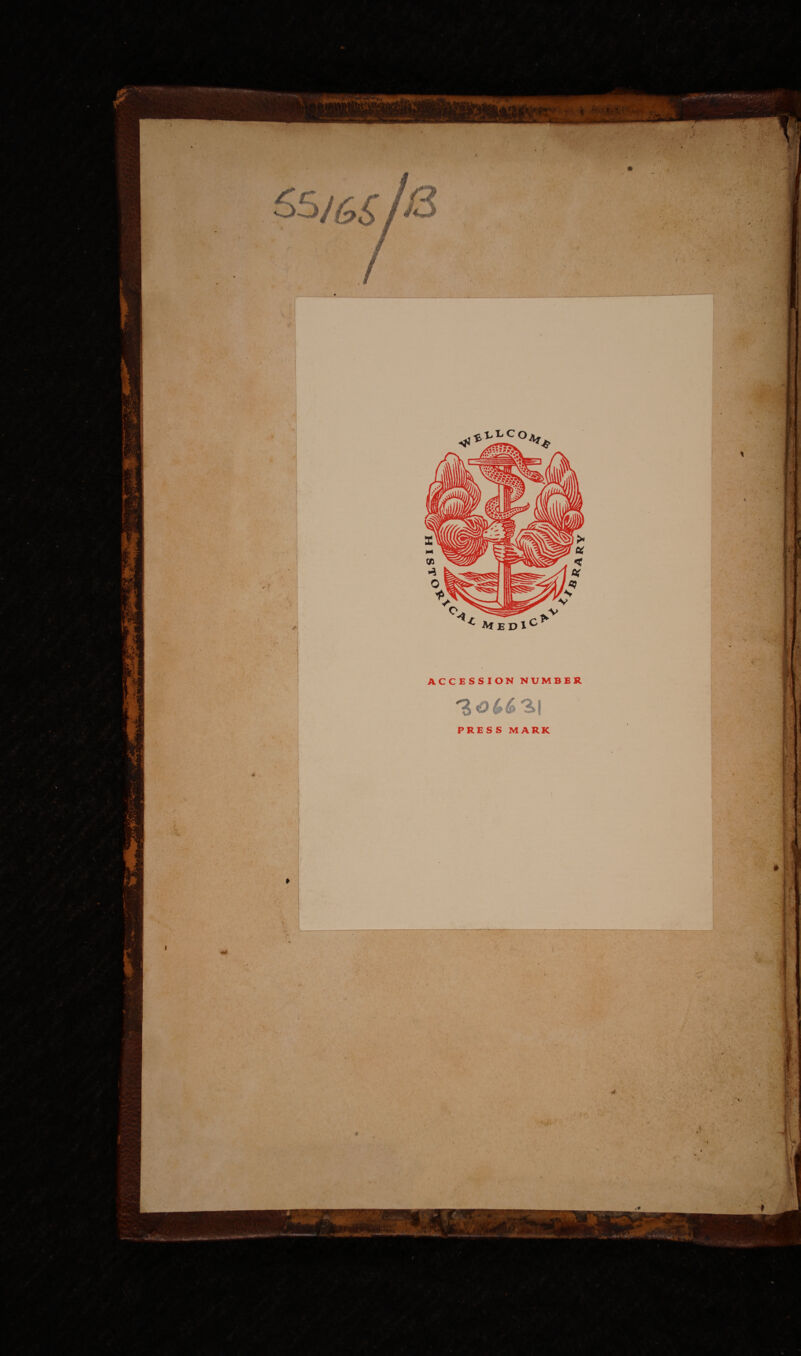 55165/B
WELLCOME
HISTORICAL MEDICAL LIBRARY
ACCESSION NUMBER
306631
PRESS MARK